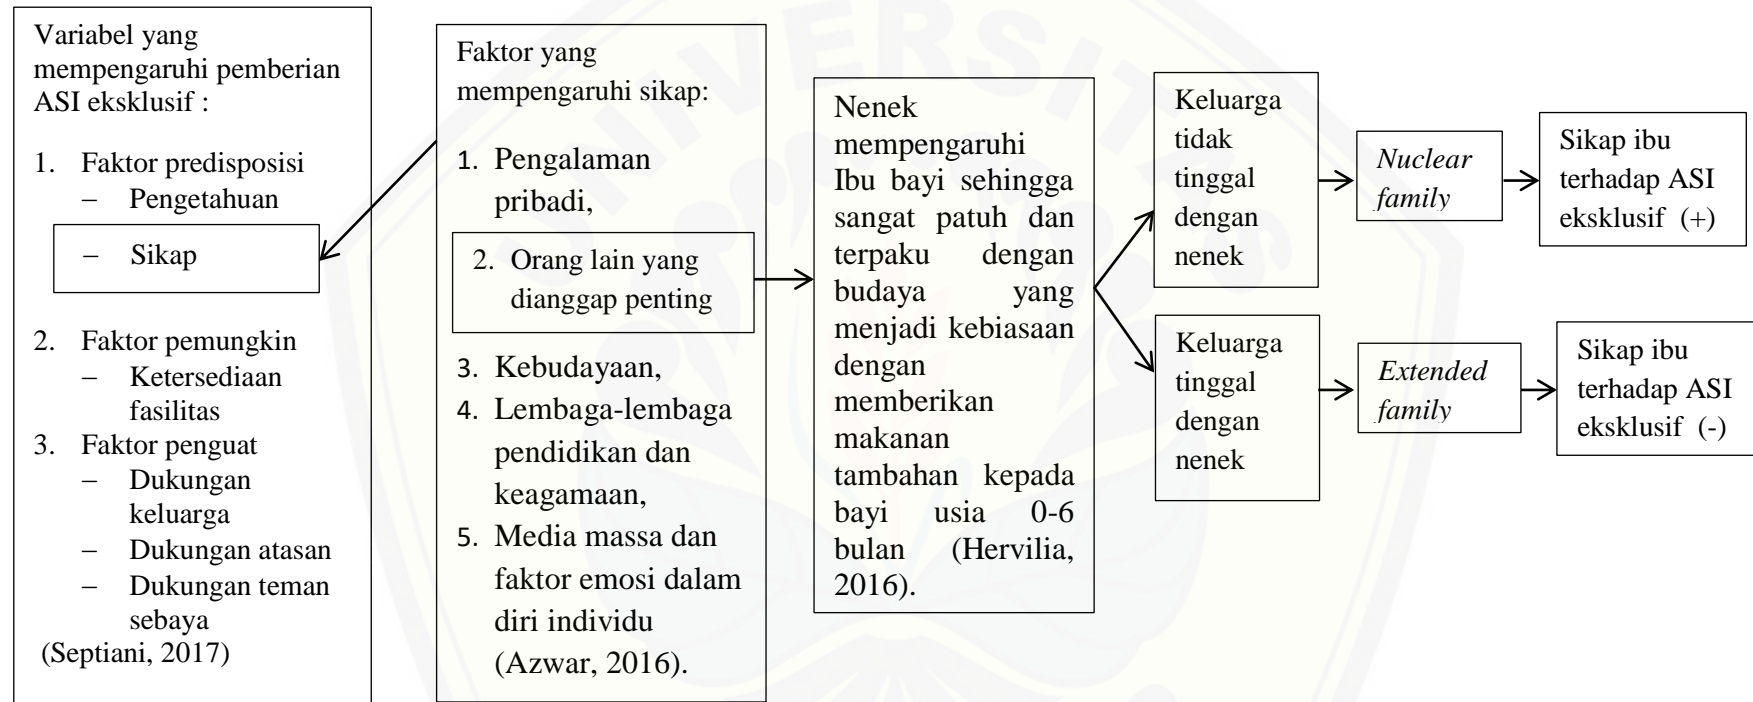 Variabel yang
mempengaruhi pemberian
ASI eksklusif :
1. Faktor predisposisi
– Pengetahuan
– Sikap
2. Faktor pemungkin
– Ketersediaan
fasilitas
3. Faktor penguat
– Dukungan
keluarga
– Dukungan atasan
– Dukungan teman
sebaya
(Septiani, 2017)
Faktor yang
mempengaruhi sikap:
1. Pengalaman
pribadi,
2. Orang lain yang
dianggap penting
3. Kebudayaan,
4. Lembaga-lembaga
pendidikan dan
keagamaan,
5. Media massa dan
faktor emosi dalam
diri individu
(Azwar, 2016).
Nenek
mempengaruhi
Ibu bayi sehingga
sangat patuh dan
terpaku dengan
budaya yang
menjadi kebiasaan
dengan
memberikan
makanan
tambahan kepada
bayi usia 0-6
bulan (Hervilia,
2016).
Keluarga
tidak
tinggal
dengan
nenek
Nuclear
family
Sikap ibu
terhadap ASI
eksklusif (+)
Keluarga
tinggal
dengan
nenek
Extended
family
Sikap ibu
terhadap ASI
eksklusif (-)
UNIVERSITAS